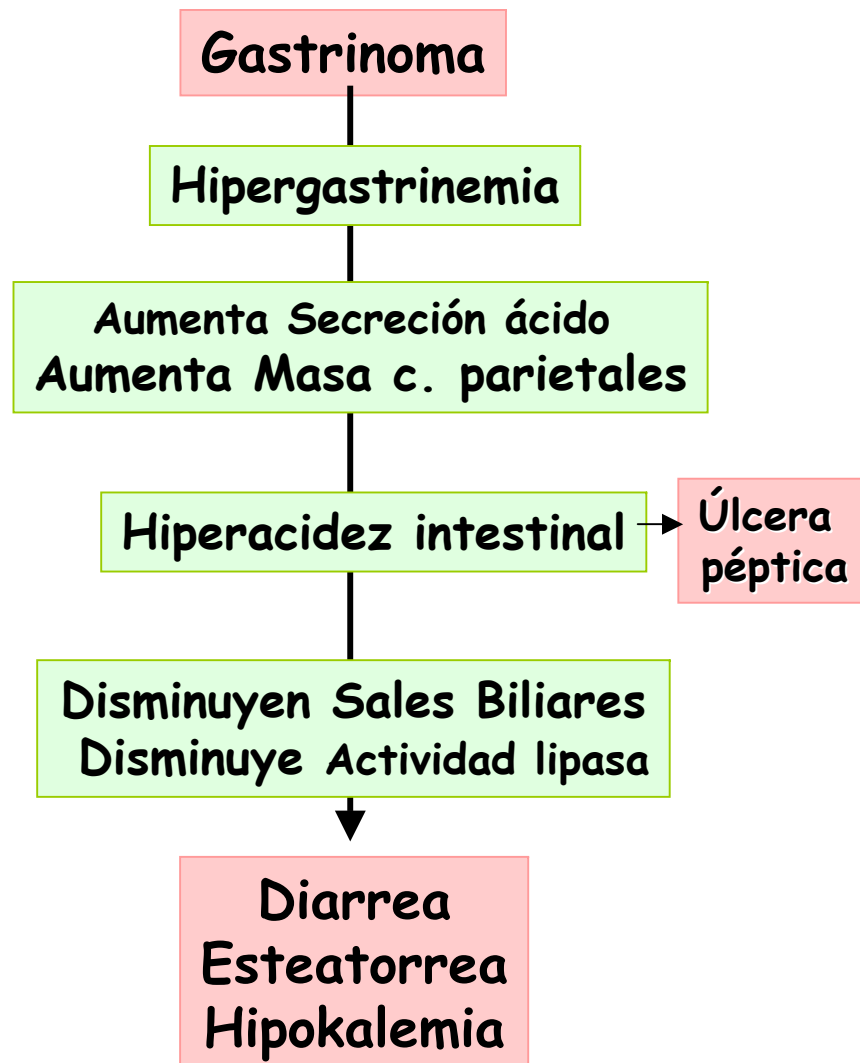 Gastrinoma
Hipergastrinemia
Aumenta Secreción ácido
Aumenta Masa c. parietales
Hiperacidez intestinal
Úlcera
péptica
Disminuyen Sales Biliares
Disminuye Actividad lipasa
Diarrea
Esteatorrea
Hipokalemia